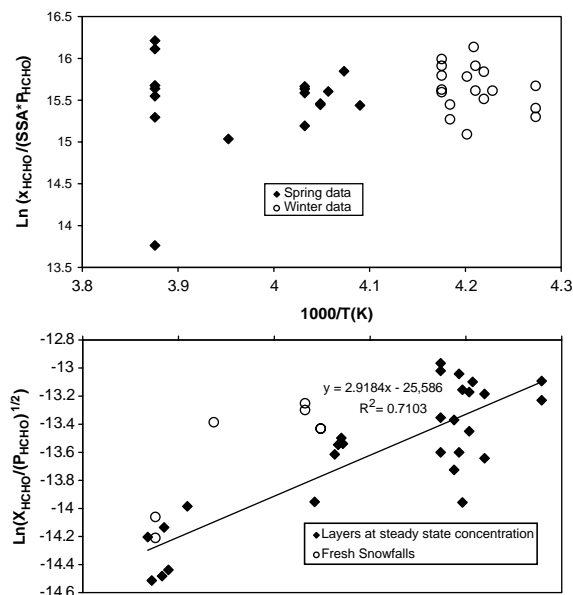 16.5
16
15.5
15
14.5
14
13.5
Ln (x_HCHO/(SSA*P_HCHO)
Spring data
Winter data
3.8 3.9 4 4.1 4.2 4.3
1000/T(K)
-12.8
-13
-13.2
-13.4
-13.6
-13.8
-14
-14.2
-14.4
-14.6
Ln(X_HCHO/(P_HCHO)^1/2)
y = 2.9184x - 25,586
R²= 0.7103
Layers at steady state concentration
Fresh Snowfalls